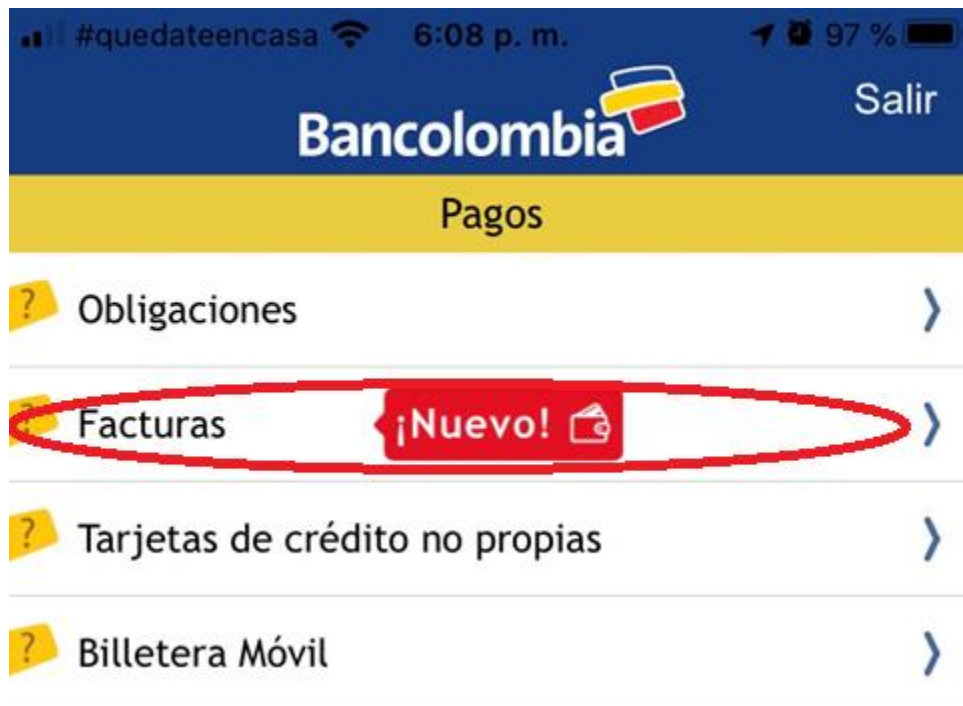 #quedateencasa 6:08 p. m. 97 %
Salir
Bancolombia
Pagos
? Obligaciones
? Facturas ¡Nuevo!
? Tarjetas de crédito no propias
? Billetera Móvil